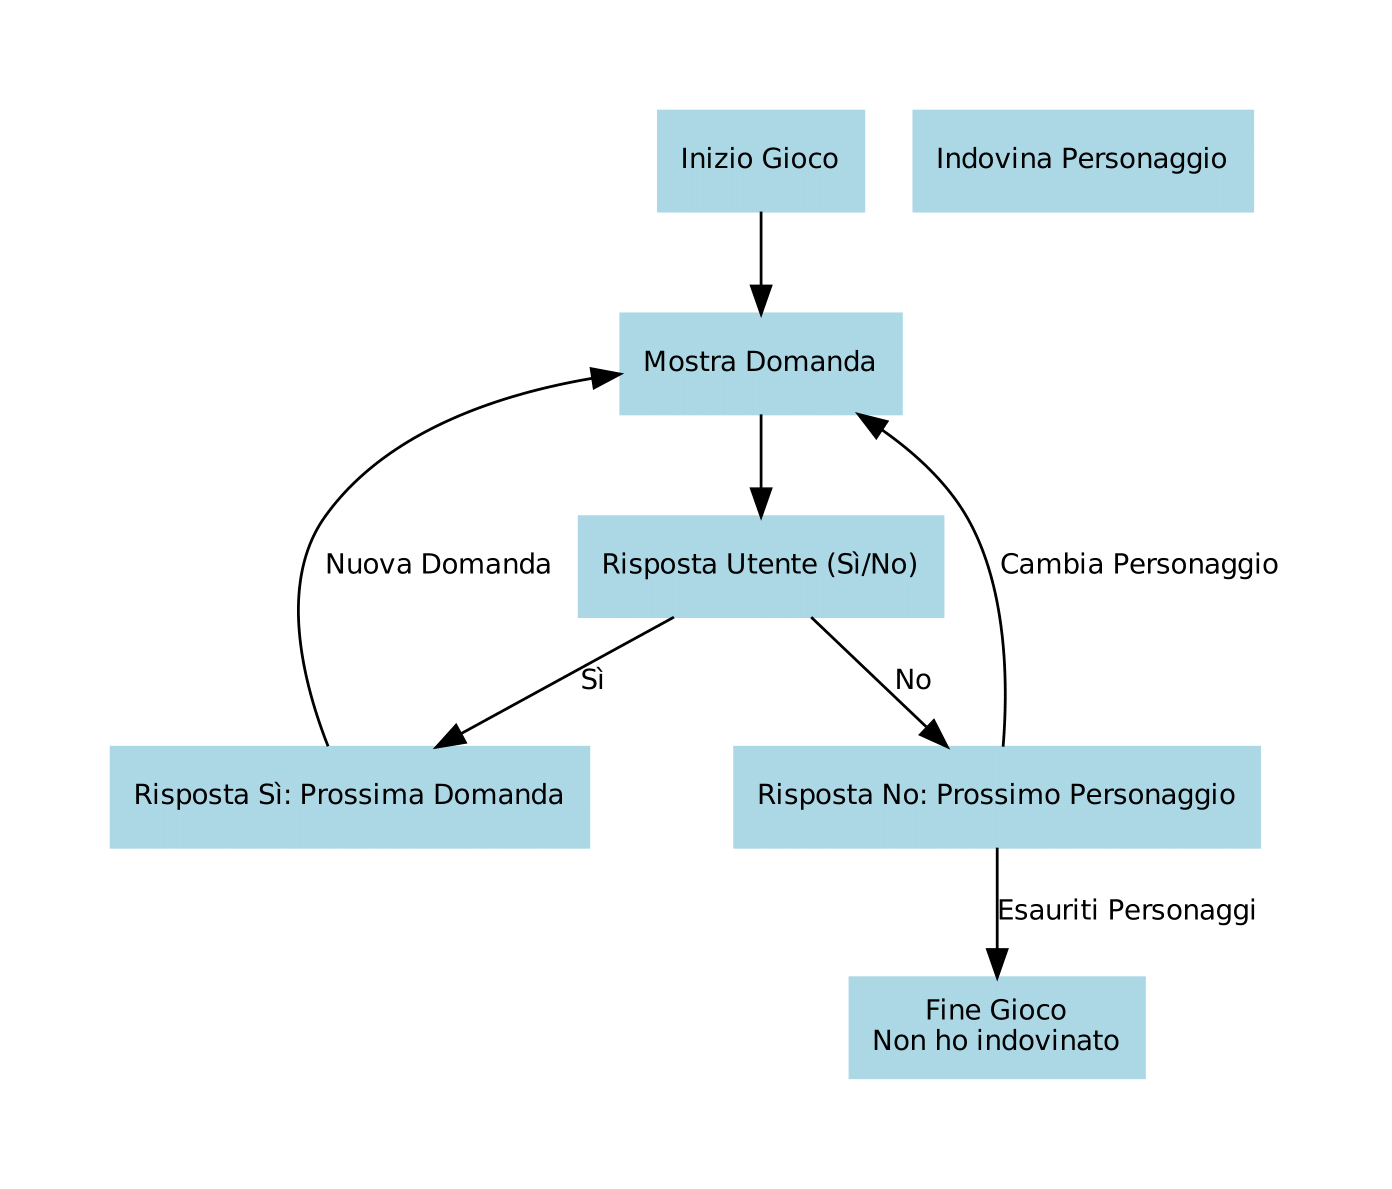 Inizio Gioco
Indovina Personaggio
Mostra Domanda
Nuova Domanda
Risposta Utente (Sì/No)
Cambia Personaggio
Sì
No
Risposta Sì: Prossima Domanda
Risposta No: Prossimo Personaggio
Esauriti Personaggi
Fine Gioco
Non ho indovinato